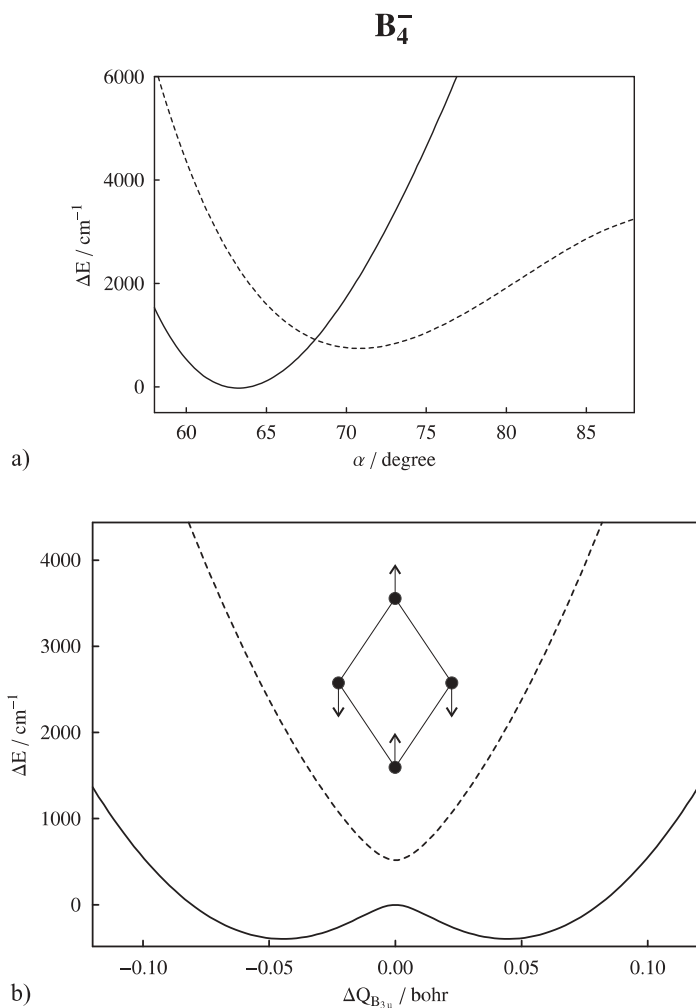 B₄⁻
6000
4000
2000
0
ΔE / cm⁻¹
60 65 70 75 80 85
α / degree
a)
4000
3000
2000
1000
0
ΔE / cm⁻¹
−0.10 −0.05 0.00 0.05 0.10
ΔQ_B₃ᵤ / bohr
b)